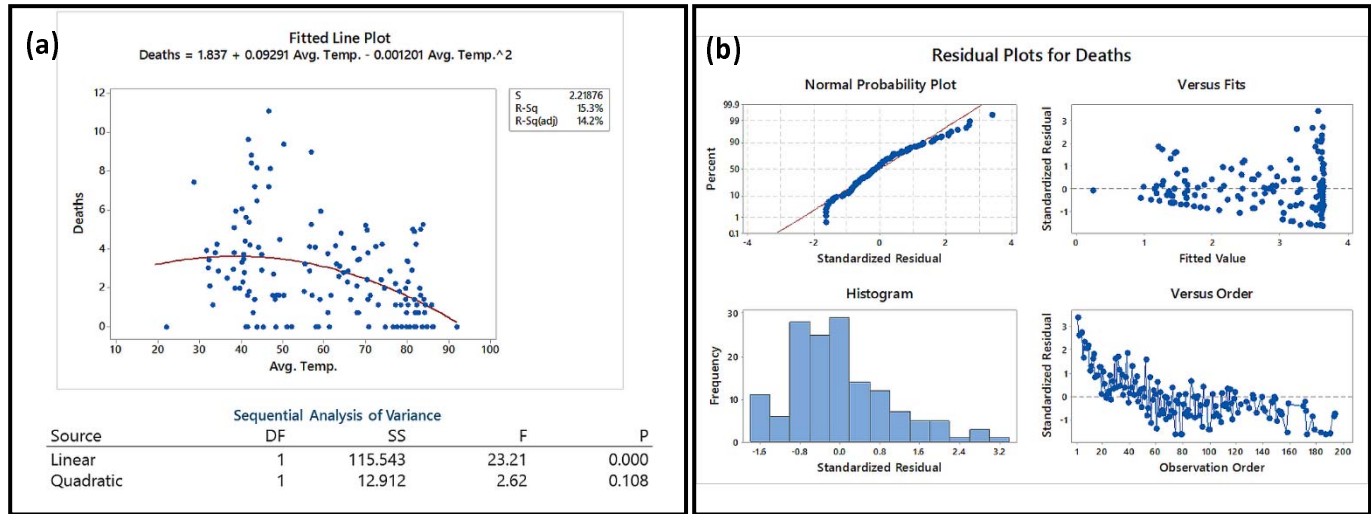 (a)
Fitted Line Plot
Deaths = 1.837 + 0.09291 Avg. Temp. - 0.001201 Avg. Temp.^2
S 2.21876
R-Sq 15.3%
R-Sq(adj) 14.2%
Deaths
12
10
8
6
4
2
0
10 20 30 40 50 60 70 80 90 100
Avg. Temp.
Sequential Analysis of Variance
Source DF SS F P
Linear 1 115.543 23.21 0.000
Quadratic 1 12.912 2.62 0.108
(b)
Residual Plots for Deaths
Normal Probability Plot
Percent
99.9
99
90
50
10
1
0.1
-4 -2 0 2 4
Standardized Residual
Versus Fits
Standardized Residual
3
2
1
0
-1
0 1 2 3 4
Fitted Value
Histogram
Frequency
30
20
10
0
-1.6 -0.8 0.0 0.8 1.6 2.4 3.2
Standardized Residual
Versus Order
Standardized Residual
3
2
1
0
-1
1 20 40 60 80 100 120 140 160 180 200
Observation Order